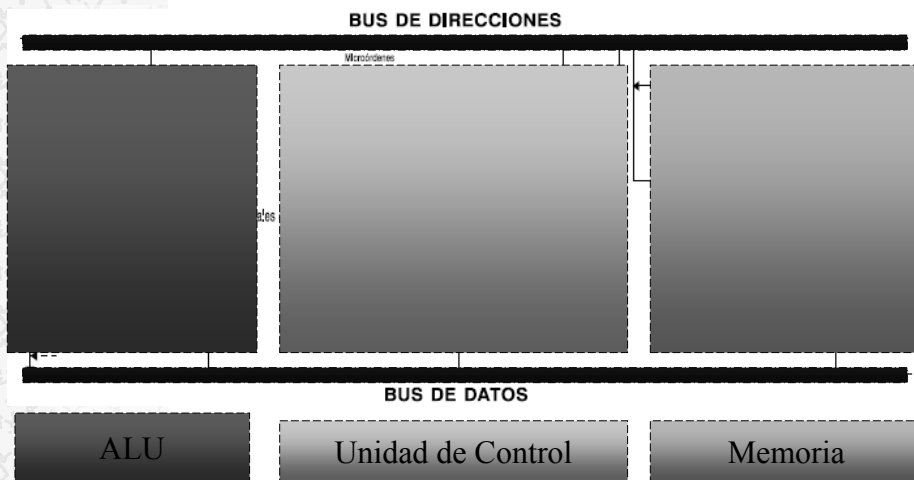 BUS DE DIRECCIONES
Microórdenes
BUS DE DATOS
ALU
Unidad de Control
Memoria